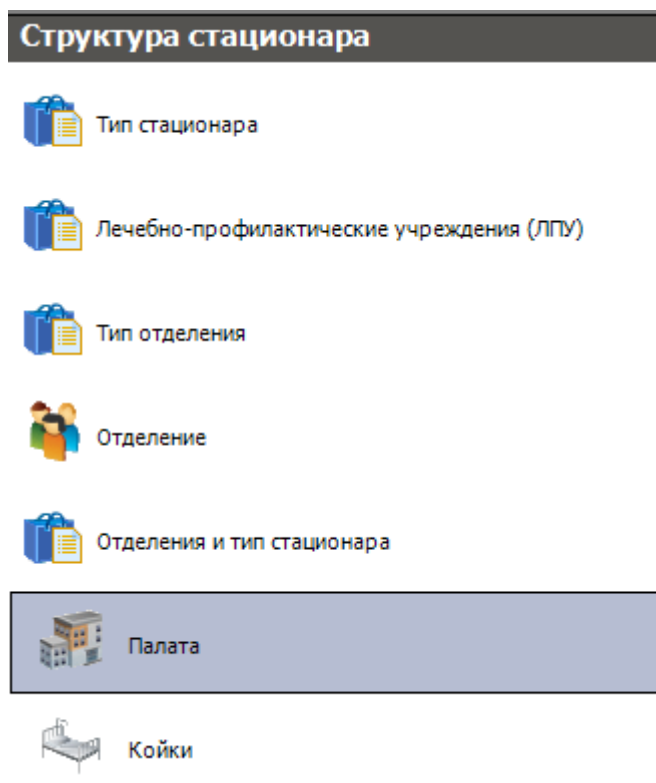 Структура стационара
Тип стационара
Лечебно-профилактические учреждения (ЛПУ)
Тип отделения
Отделение
Отделения и тип стационара
Палата
Койки